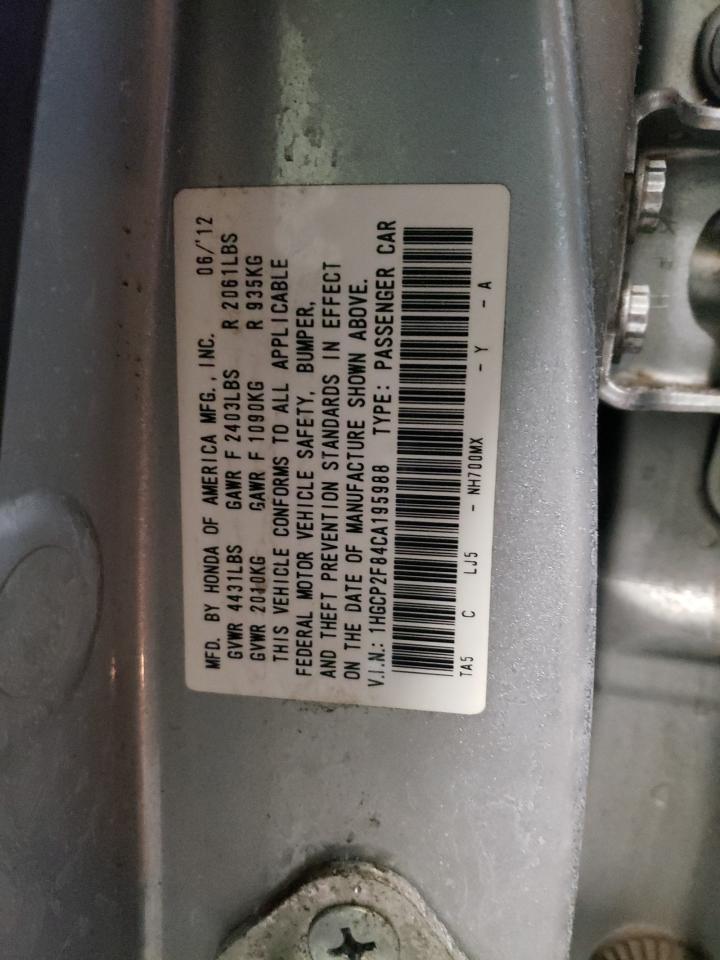 MFD. BY HONDA OF AMERICA MFG., INC. 06/'12
GVWR 4431LBS GAWR F 2403LBS R 2061LBS
GVWR 2010KG GAWR F 1090KG R 935KG
THIS VEHICLE CONFORMS TO ALL APPLICABLE
FEDERAL MOTOR VEHICLE SAFETY, BUMPER,
AND THEFT PREVENTION STANDARDS IN EFFECT
ON THE DATE OF MANUFACTURE SHOWN ABOVE.
V.I.N.: 1HGCP2F84CA195988 TYPE: PASSENGER CAR
TA5 C LJ5 - NH700MX - Y - A